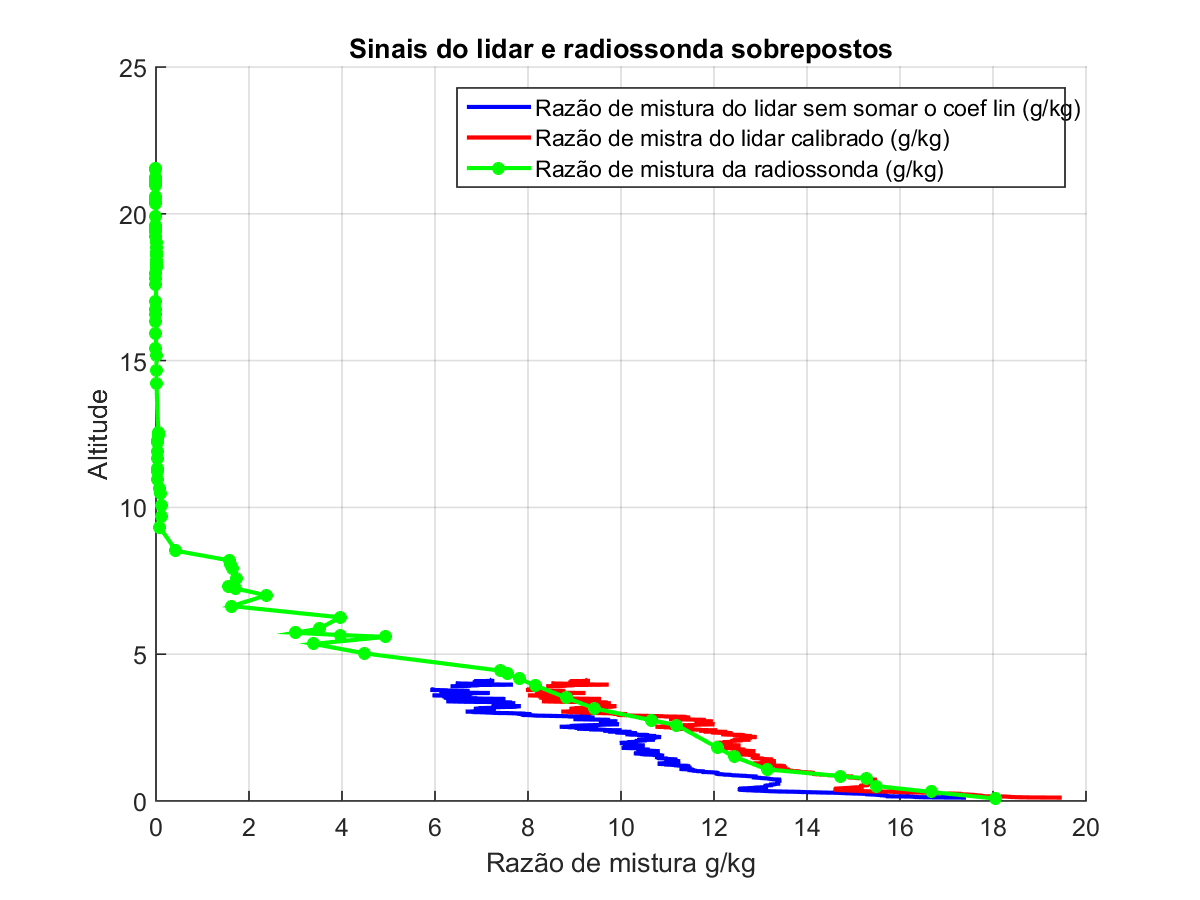 Sinais do lidar e radiossonda sobrepostos
25
Razão de mistura do lidar sem somar o coef lin (g/kg)
Razão de mistra do lidar calibrado (g/kg)
Razão de mistura da radiossonda (g/kg)
20
15
Altitude
10
5
0
0 2 4 6 8 10 12 14 16 18 20
Razão de mistura g/kg